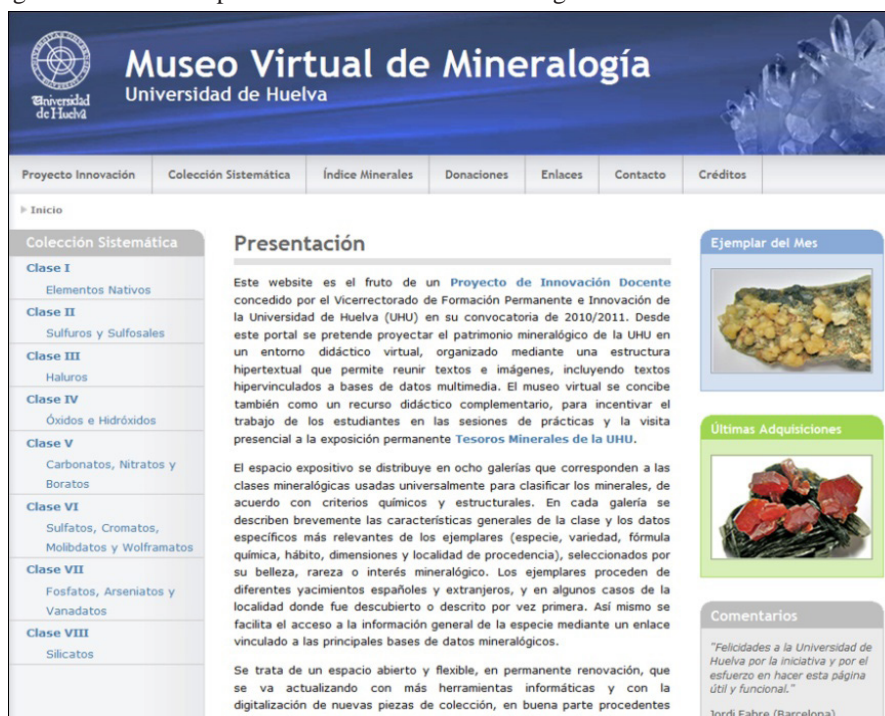 Universidad
de Huelva
Museo Virtual de Mineralogía
Universidad de Huelva
Proyecto Innovación
Colección Sistemática
Índice Minerales
Donaciones
Enlaces
Contacto
Créditos
Inicio
Colección Sistemática
Clase I
Elementos Nativos
Clase II
Sulfuros y Sulfosales
Clase III
Haluros
Clase IV
Óxidos e Hidróxidos
Clase V
Carbonatos, Nitratos y
Boratos
Clase VI
Sulfatos, Cromatos,
Molibdatos y Wolframatos
Clase VII
Fosfatos, Arseniatos y
Vanadatos
Clase VIII
Silicatos
Presentación
Este website es el fruto de un Proyecto de Innovación Docente
concedido por el Vicerrectorado de Formación Permanente e Innovación de
la Universidad de Huelva (UHU) en su convocatoria de 2010/2011. Desde
este portal se pretende proyectar el patrimonio mineralógico de la UHU en
un entorno didáctico virtual, organizado mediante una estructura
hipertextual que permite reunir textos e imágenes, incluyendo textos
hipervinculados a bases de datos multimedia. El museo virtual se concibe
también como un recurso didáctico complementario, para incentivar el
trabajo de los estudiantes en las sesiones de prácticas y la visita
presencial a la exposición permanente Tesoros Minerales de la UHU.
El espacio expositivo se distribuye en ocho galerías que corresponden a las
clases mineralógicas usadas universalmente para clasificar los minerales, de
acuerdo con criterios químicos y estructurales. En cada galería se
describen brevemente las características generales de la clase y los datos
específicos más relevantes de los ejemplares (especie, variedad, fórmula
química, hábito, dimensiones y localidad de procedencia), seleccionados por
su belleza, rareza o interés mineralógico. Los ejemplares proceden de
diferentes yacimientos españoles y extranjeros, y en algunos casos de la
localidad donde fue descubierto o descrito por vez primera. Así mismo se
facilita el acceso a la información general de la especie mediante un enlace
vinculado a las principales bases de datos mineralógicos.
Se trata de un espacio abierto y flexible, en permanente renovación, que
se va actualizando con más herramientas informáticas y con la
digitalización de nuevas piezas de colección, en buena parte procedentes
Ejemplar del Mes
Últimas Adquisiciones
Comentarios
"Felicidades a la Universidad de
Huelva por la iniciativa y por el
esfuerzo en hacer esta página
útil y funcional."
Jordi Fabre (Barcelona)